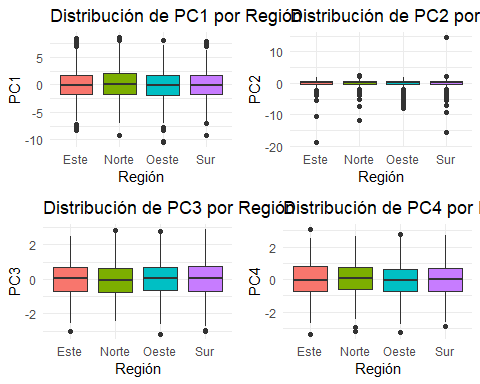 Distribución de PC1 por Región
PC1
5
0
-5
-10
Este Norte Oeste Sur
Región
Distribución de PC2 por
PC2
10
0
-10
-20
Este Norte Oeste Sur
Región
Distribución de PC3 por Región
PC3
2
0
-2
Este Norte Oeste Sur
Región
Distribución de PC4 por
PC4
2
0
-2
Este Norte Oeste Sur
Región